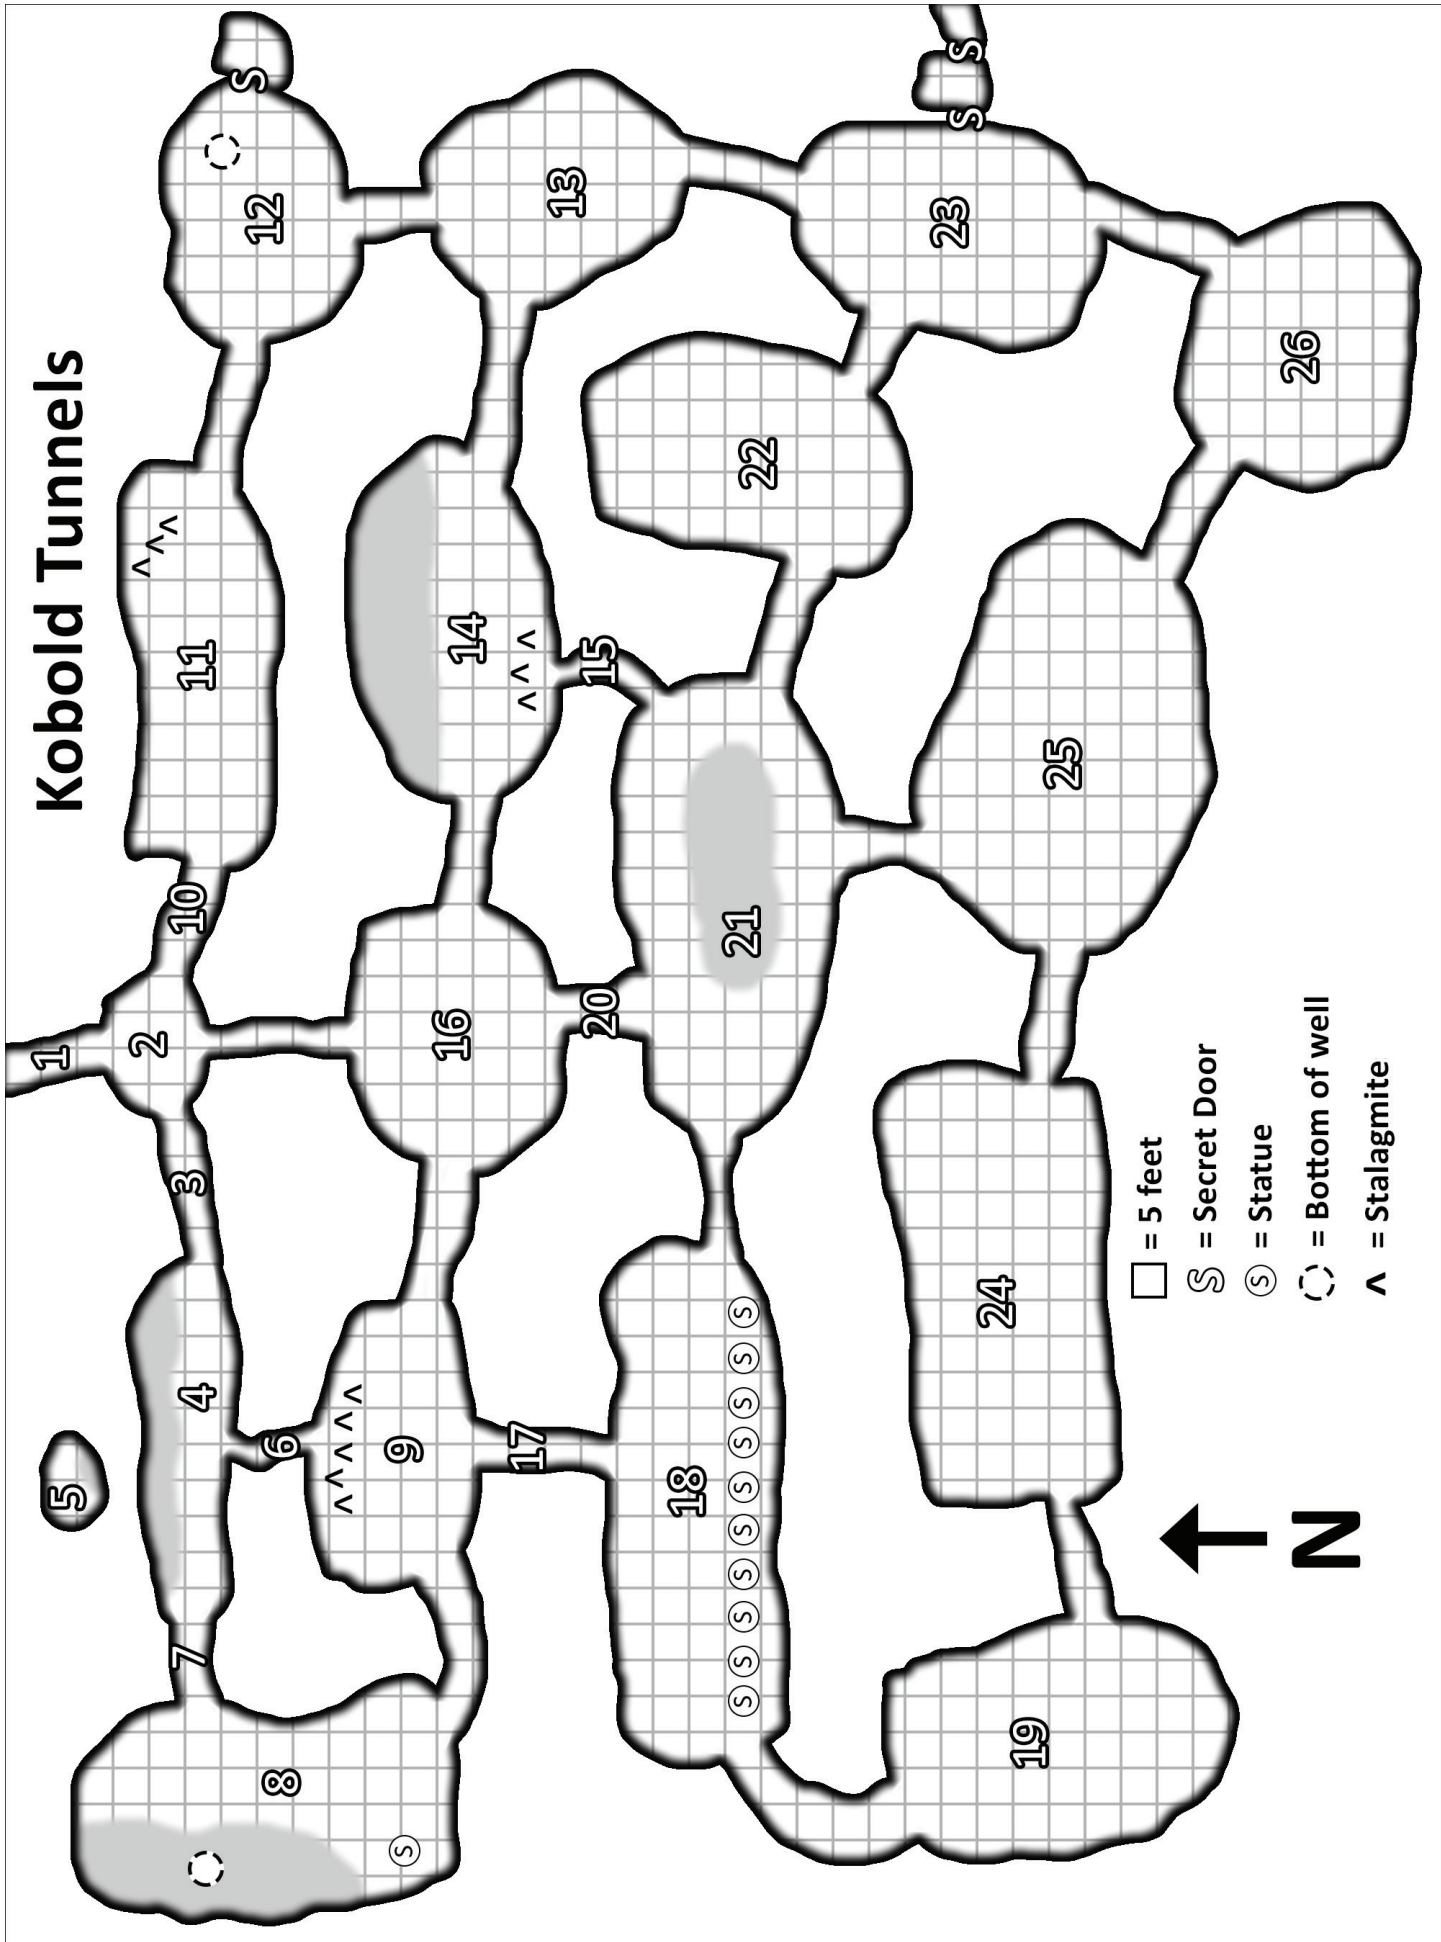 Kobold Tunnels
1
5
2
7
4
3
10
11
S
12
8
6
S
9
16
14
17
13
20
15
18
21
S S S S S S S S S S
22
23
S S
24
19
25
= 5 feet
S = Secret Door
S = Statue
= Bottom of well
= Stalagmite
26
N